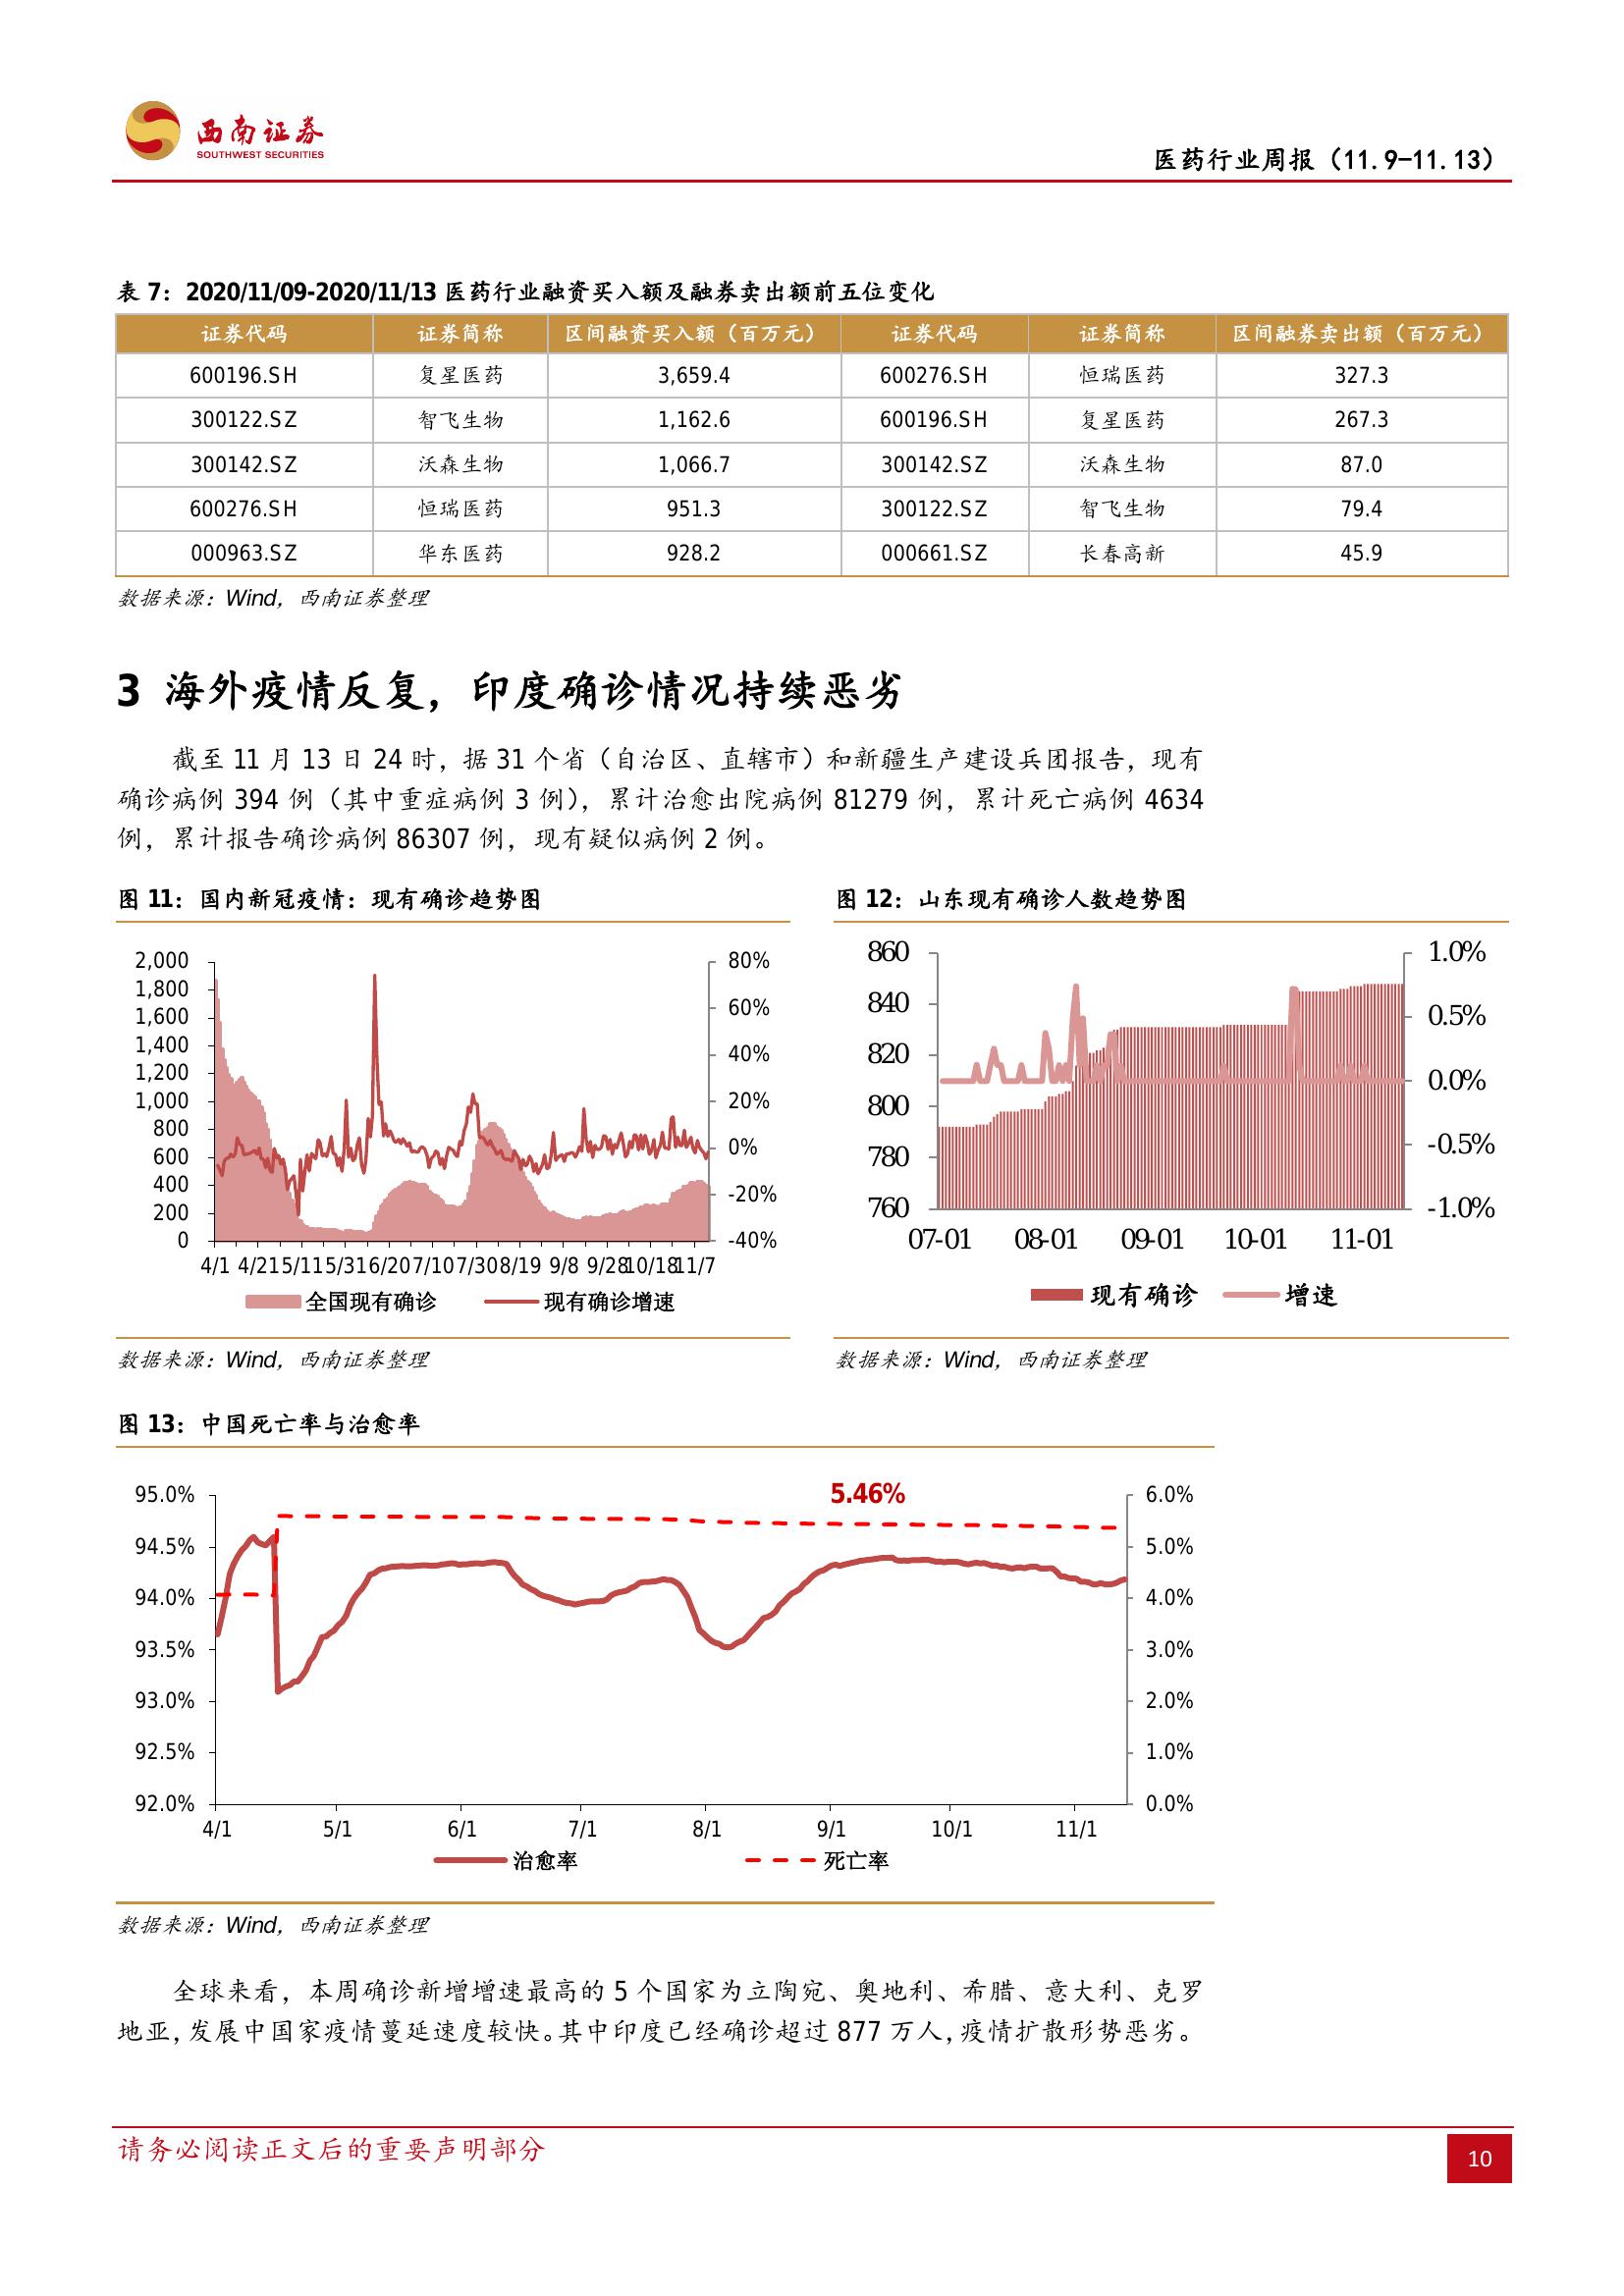 西南证券
SOUTHWEST SECURITIES
医药行业周报（11.9-11.13）
表 7：2020/11/09-2020/11/13 医药行业融资买入额及融券卖出额前五位变化
证券代码 证券简称 区间融资买入额（百万元） 证券代码 证券简称 区间融券卖出额（百万元）
600196.SH 复星医药 3,659.4 600276.SH 恒瑞医药 327.3
300122.SZ 智飞生物 1,162.6 600196.SH 复星医药 267.3
300142.SZ 沃森生物 1,066.7 300142.SZ 沃森生物 87.0
600276.SH 恒瑞医药 951.3 300122.SZ 智飞生物 79.4
000963.SZ 华东医药 928.2 000661.SZ 长春高新 45.9
数据来源：Wind，西南证券整理
3 海外疫情反复，印度确诊情况持续恶劣
截至 11 月 13 日 24 时，据 31 个省（自治区、直辖市）和新疆生产建设兵团报告，现有
确诊病例 394 例（其中重症病例 3 例），累计治愈出院病例 81279 例，累计死亡病例 4634
例，累计报告确诊病例 86307 例，现有疑似病例 2 例。
图 11：国内新冠疫情：现有确诊趋势图
2,000
1,800
1,600
1,400
1,200
1,000
800
600
400
200
0
80%
60%
40%
20%
0%
-20%
-40%
4/1 4/21 5/11 5/31 6/20 7/10 7/30 8/19 9/8 9/28 10/18 11/7
全国现有确诊 现有确诊增速
数据来源：Wind，西南证券整理
图 12：山东现有确诊人数趋势图
860
840
820
800
780
760
1.0%
0.5%
0.0%
-0.5%
-1.0%
07-01 08-01 09-01 10-01 11-01
现有确诊 增速
数据来源：Wind，西南证券整理
图 13：中国死亡率与治愈率
95.0%
94.5%
94.0%
93.5%
93.0%
92.5%
92.0%
5.46%
6.0%
5.0%
4.0%
3.0%
2.0%
1.0%
0.0%
4/1 5/1 6/1 7/1 8/1 9/1 10/1 11/1
治愈率 死亡率
数据来源：Wind，西南证券整理
全球来看，本周确诊新增增速最高的 5 个国家为立陶宛、奥地利、希腊、意大利、克罗
地亚，发展中国家疫情蔓延速度较快。其中印度已经确诊超过 877 万人，疫情扩散形势恶劣。
请务必阅读正文后的重要声明部分
10